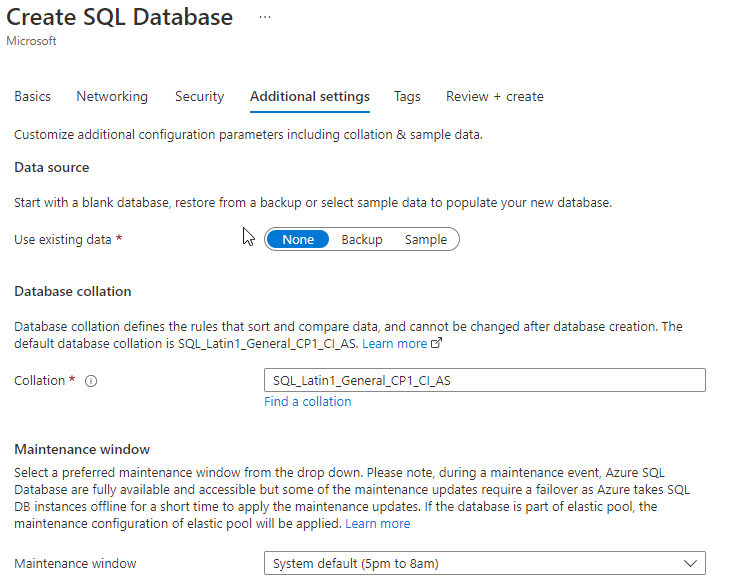 Create SQL Database ...
Microsoft
Basics Networking Security Additional settings Tags Review + create
Customize additional configuration parameters including collation & sample data.
Data source
Start with a blank database, restore from a backup or select sample data to populate your new database.
Use existing data * None Backup Sample
Database collation
Database collation defines the rules that sort and compare data, and cannot be changed after database creation. The
default database collation is SQL_Latin1_General_CP1_CI_AS. Learn more
Collation * SQL_Latin1_General_CP1_CI_AS
Find a collation
Maintenance window
Select a preferred maintenance window from the drop down. Please note, during a maintenance event, Azure SQL
Database are fully available and accessible but some of the maintenance updates require a failover as Azure takes SQL
DB instances offline for a short time to apply the maintenance updates. If the database is part of elastic pool, the
maintenance configuration of elastic pool will be applied. Learn more
Maintenance window System default (5pm to 8am)